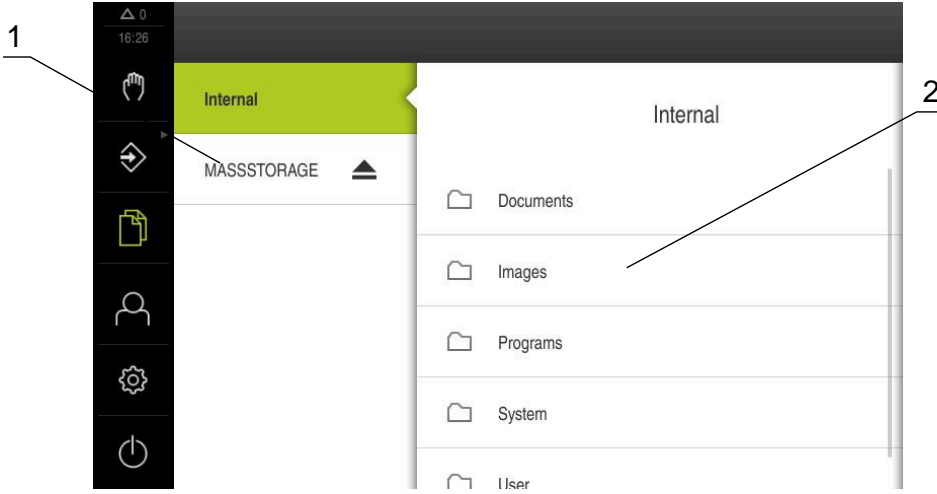 1
0
16:26
Internal
MASSSTORAGE
2
Internal
Documents
Images
Programs
System
User